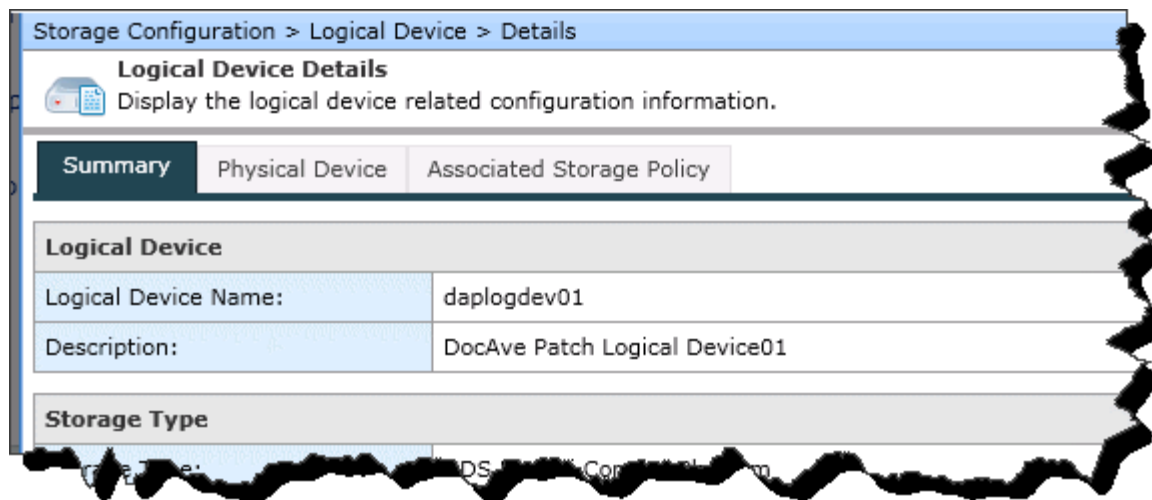 Storage Configuration > Logical Device > Details
Logical Device Details
Display the logical device related configuration information.
Summary Physical Device Associated Storage Policy
Logical Device
Logical Device Name: daplogdev01
Description: DocAve Patch Logical Device01
Storage Type